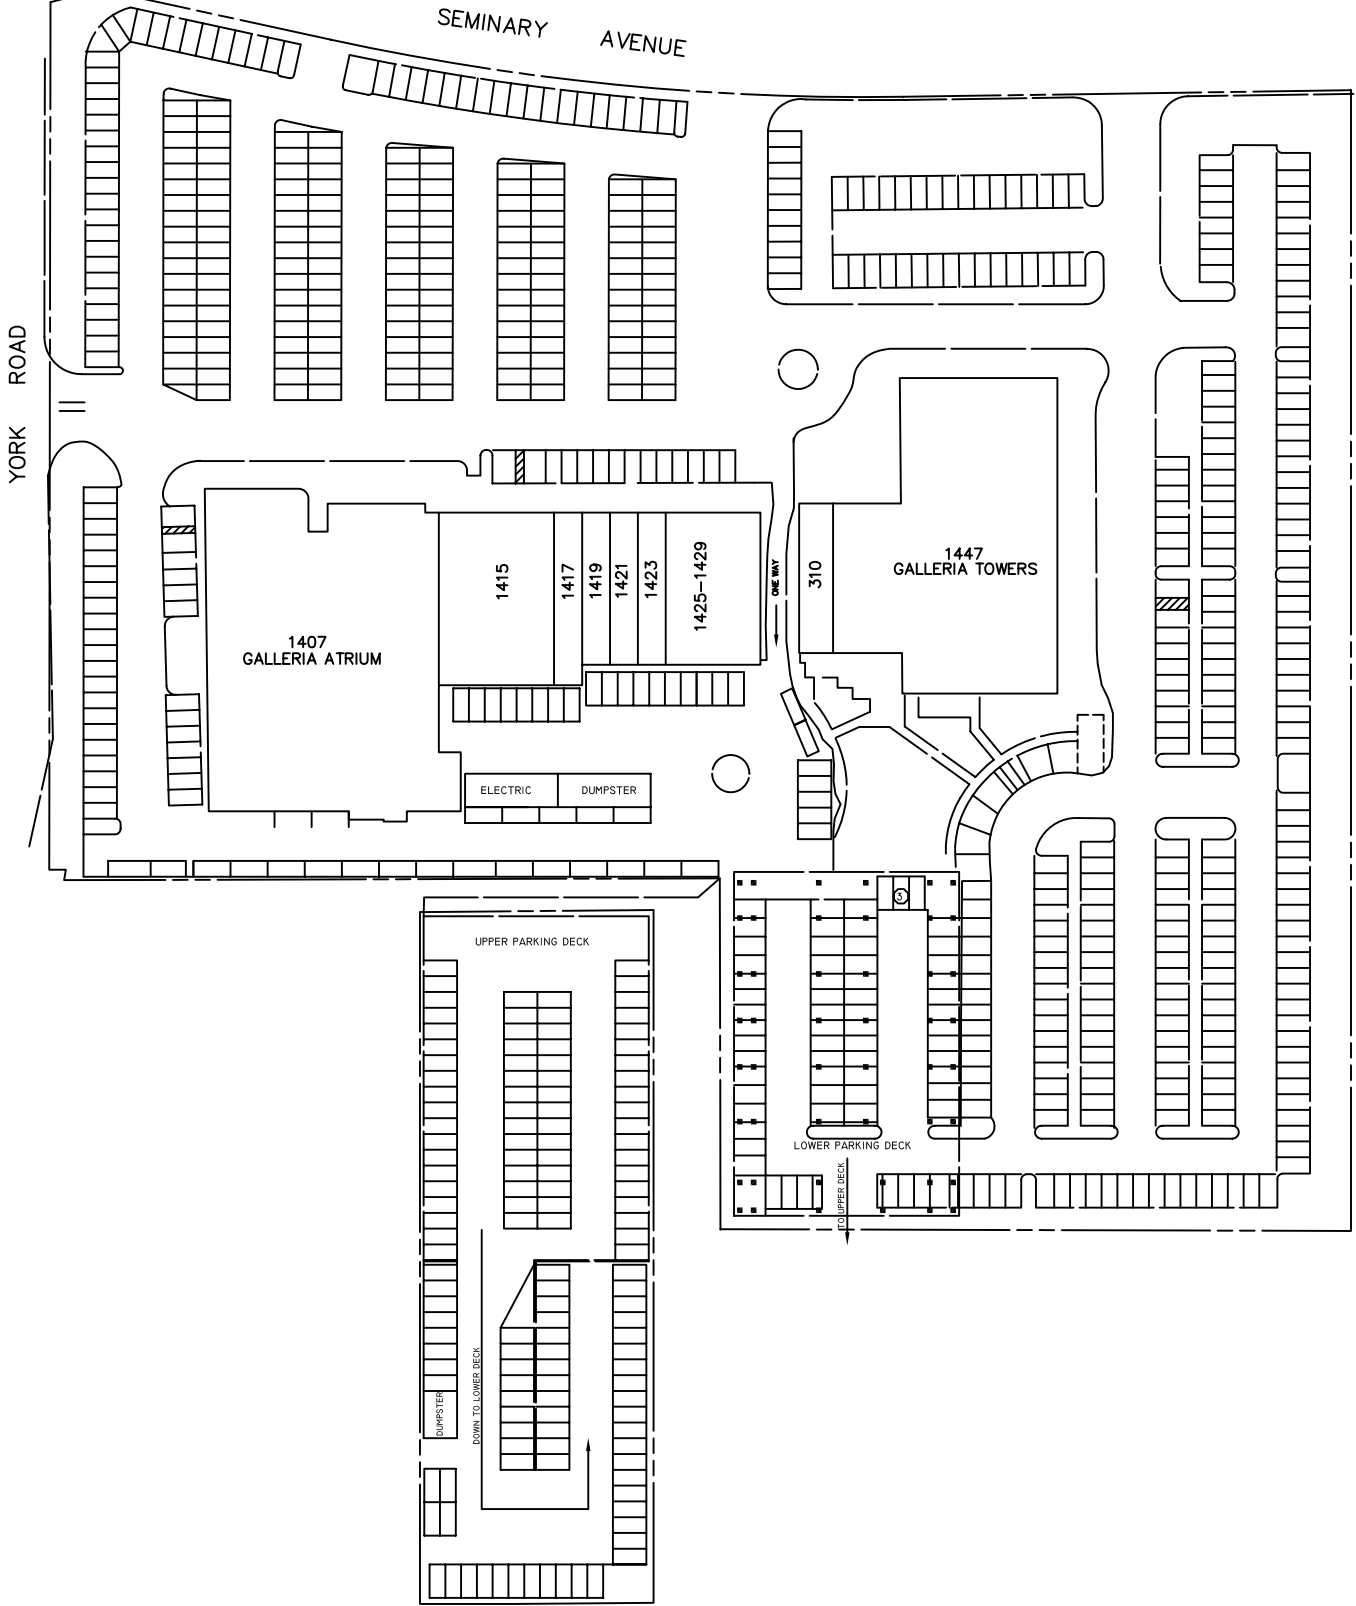 SEMINARY AVENUE
YORK ROAD
1415
1417
1419
1421
1423
1425-1429
ONE WAY
310
1447
GALLERIA TOWERS
1407
GALLERIA ATRIUM
ELECTRIC
DUMPSTER
3
UPPER PARKING DECK
LOWER PARKING DECK
TO UPPER DECK
DOWN TO LOWER DECK
DUMPSTER